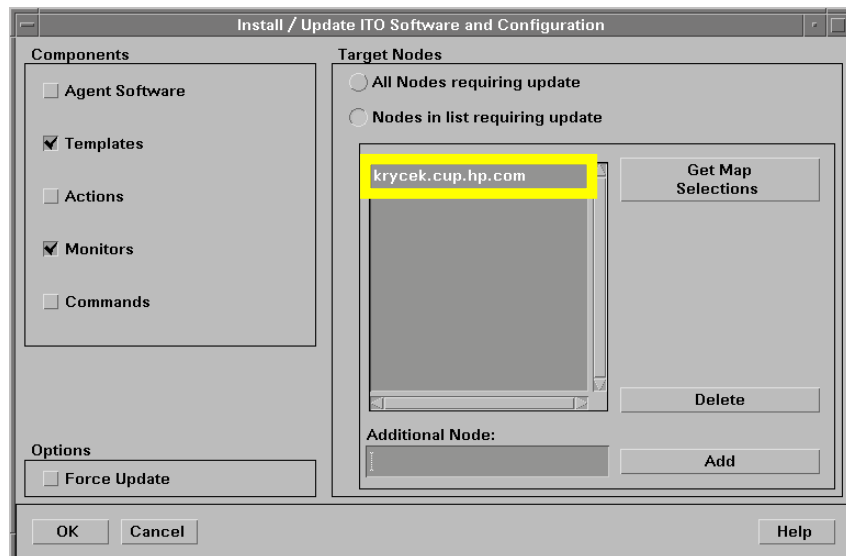 Install / Update ITO Software and Configuration
Components
Agent Software
Templates
Actions
Monitors
Commands
Options
Force Update
Target Nodes
All Nodes requiring update
Nodes in list requiring update
krycek.cup.hp.com
Get Map
Selections
Delete
Additional Node:
Add
OK
Cancel
Help